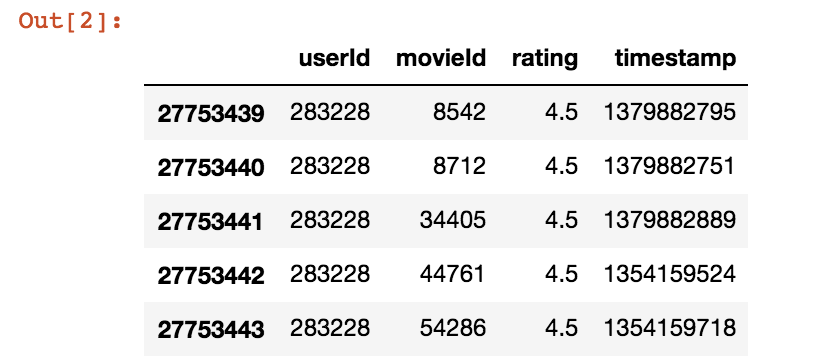 Out[2]:
userId movieId rating timestamp
27753439 283228 8542 4.5 1379882795
27753440 283228 8712 4.5 1379882751
27753441 283228 34405 4.5 1379882889
27753442 283228 44761 4.5 1354159524
27753443 283228 54286 4.5 1354159718